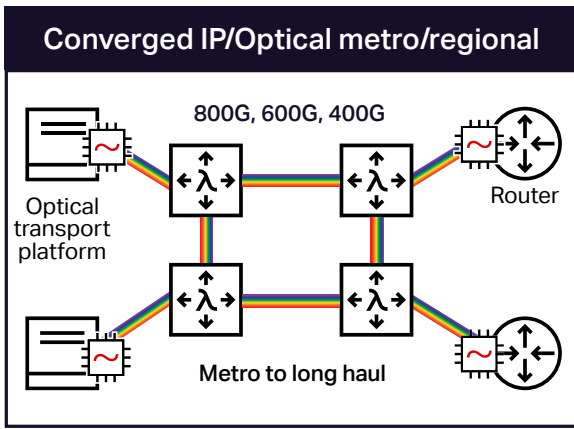 Converged IP/Optical metro/regional
800G, 600G, 400G
λ
λ
Optical
transport
platform
Router
λ
λ
Metro to long haul